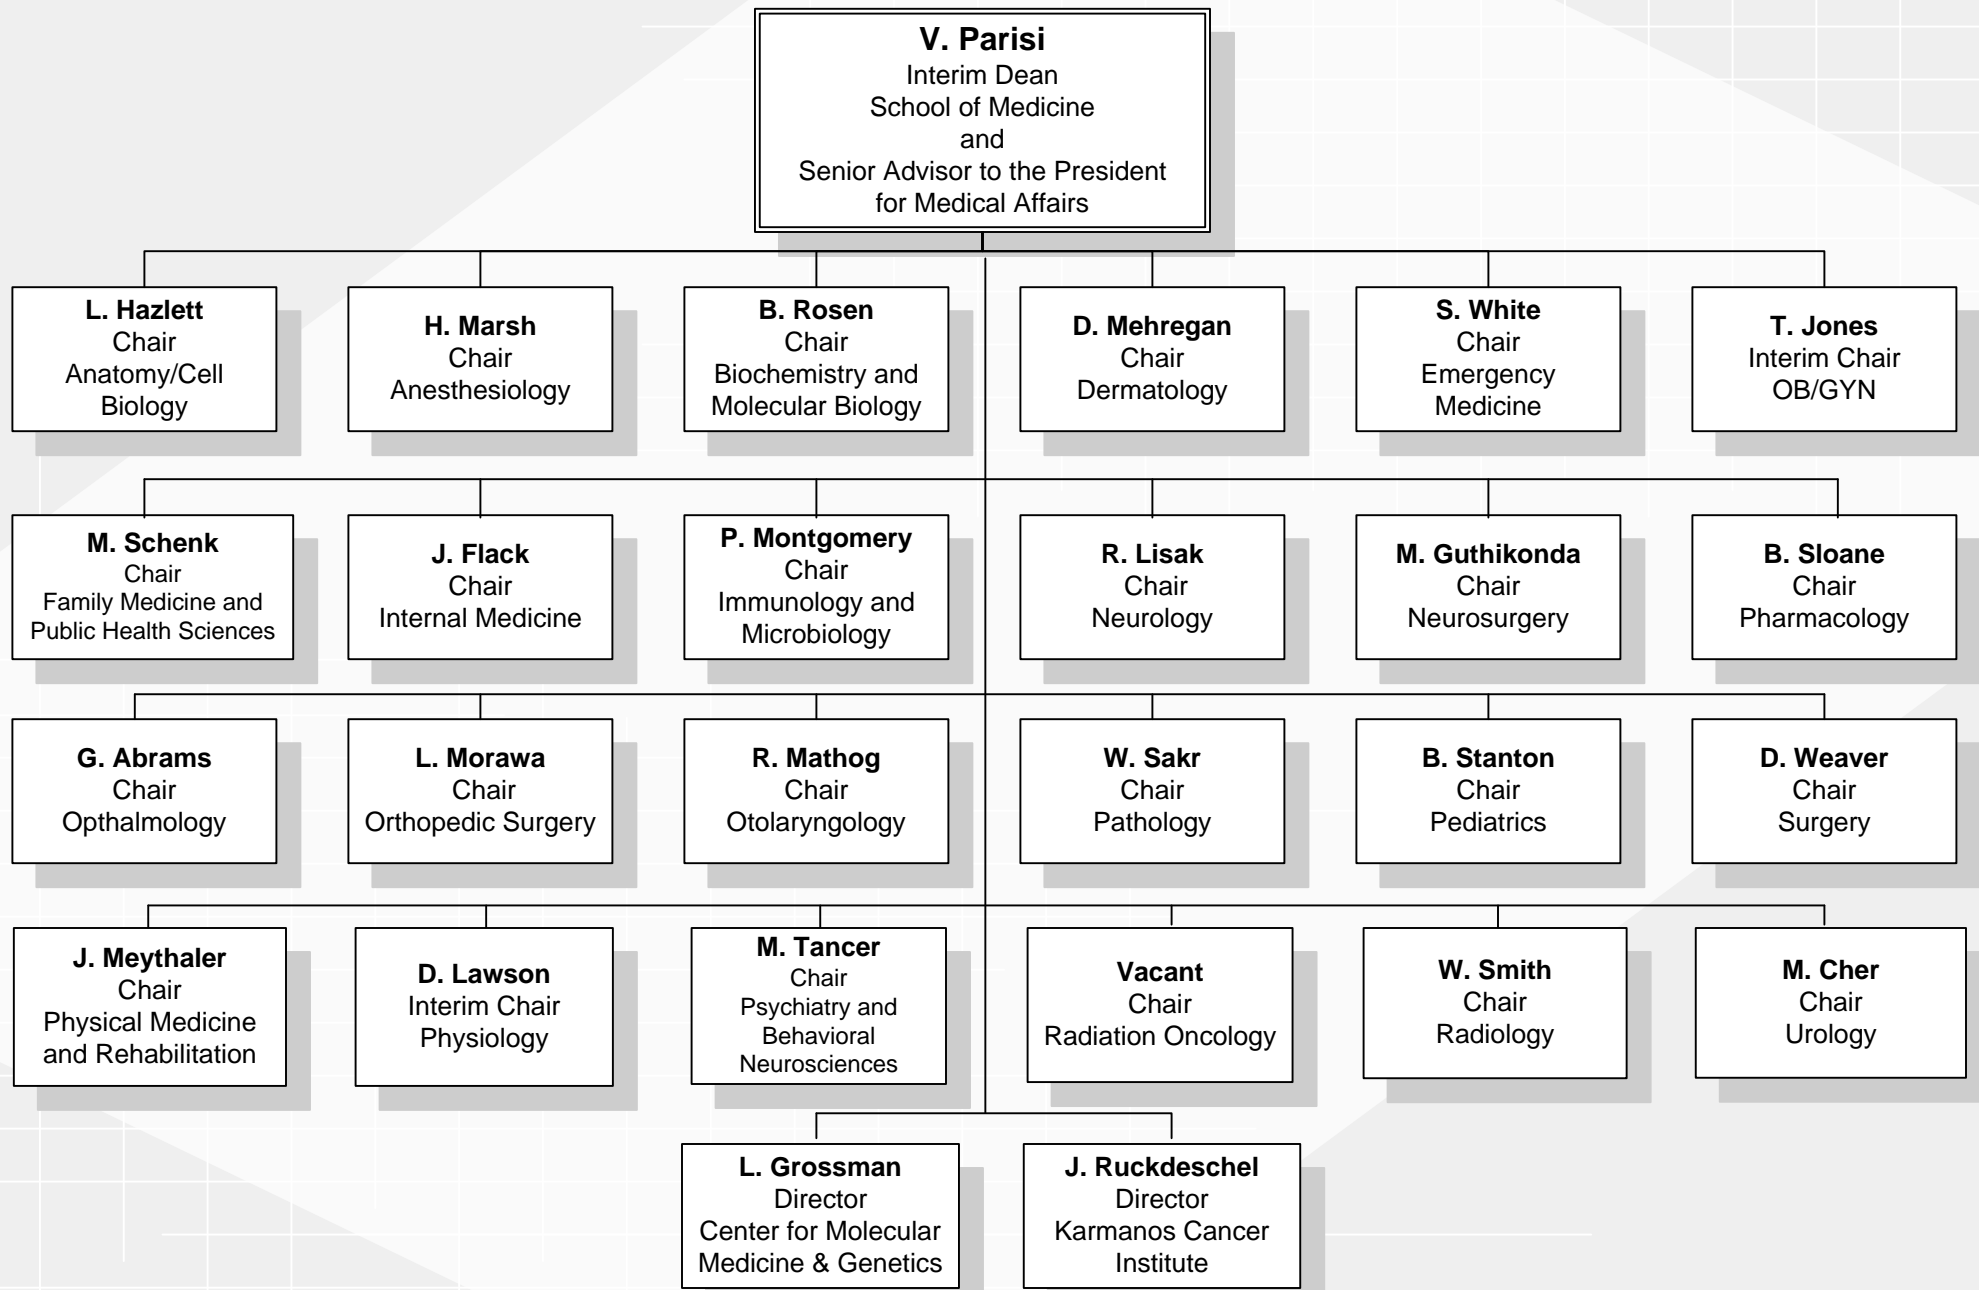 V. Parisi
Interim Dean
School of Medicine
and
Senior Advisor to the President
for Medical Affairs
L. Hazlett
Chair
Anatomy/Cell
Biology
H. Marsh
Chair
Anesthesiology
B. Rosen
Chair
Biochemistry and
Molecular Biology
D. Mehregan
Chair
Dermatology
S. White
Chair
Emergency
Medicine
T. Jones
Interim Chair
OB/GYN
M. Schenk
Chair
Family Medicine and
Public Health Sciences
J. Flack
Chair
Internal Medicine
P. Montgomery
Chair
Immunology and
Microbiology
R. Lisak
Chair
Neurology
M. Guthikonda
Chair
Neurosurgery
B. Sloane
Chair
Pharmacology
G. Abrams
Chair
Opthalmology
L. Morawa
Chair
Orthopedic Surgery
R. Mathog
Chair
Otolaryngology
W. Sakr
Chair
Pathology
B. Stanton
Chair
Pediatrics
D. Weaver
Chair
Surgery
J. Meythaler
Chair
Physical Medicine
and Rehabilitation
D. Lawson
Interim Chair
Physiology
M. Tancer
Chair
Psychiatry and
Behavioral
Neurosciences
Vacant
Chair
Radiation Oncology
W. Smith
Chair
Radiology
M. Cher
Chair
Urology
L. Grossman
Director
Center for Molecular
Medicine & Genetics
J. Ruckdeschel
Director
Karmanos Cancer
Institute